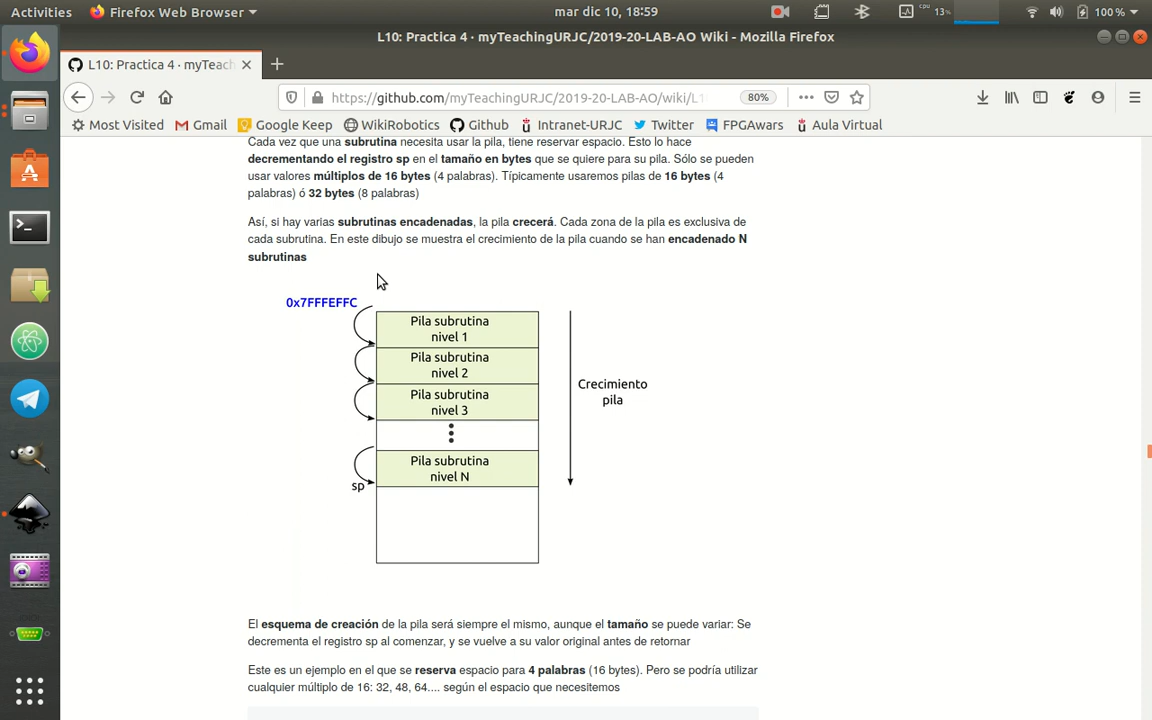 Activities
Firefox Web Browser
mar dic 10, 18:59
cpu
13%
100 %
L10: Practica 4 · myTeachingURJC/2019-20-LAB-AO Wiki - Mozilla Firefox
L10: Practica 4 · myTeach
https://github.com/myTeachingURJC/2019-20-LAB-AO/wiki/L1
80%
Most Visited
Gmail
Google Keep
WikiRobotics
Github
Intranet-URJC
Twitter
FPGAwars
Aula Virtual
Cada vez que una subrutina necesita usar la pila, tiene reservar espacio. Esto lo hace
decrementando el registro sp en el tamaño en bytes que se quiere para su pila. Sólo se pueden
usar valores múltiplos de 16 bytes (4 palabras). Típicamente usaremos pilas de 16 bytes (4
palabras) ó 32 bytes (8 palabras)
Así, si hay varias subrutinas encadenadas, la pila crecerá. Cada zona de la pila es exclusiva de
cada subrutina. En este dibujo se muestra el crecimiento de la pila cuando se han encadenado N
subrutinas
0x7FFFEFFC
Pila subrutina
nivel 1
Pila subrutina
nivel 2
Pila subrutina
nivel 3
Pila subrutina
nivel N
sp
Crecimiento
pila
El esquema de creación de la pila será siempre el mismo, aunque el tamaño se puede variar: Se
decrementa el registro sp al comenzar, y se vuelve a su valor original antes de retornar
Este es un ejemplo en el que se reserva espacio para 4 palabras (16 bytes). Pero se podría utilizar
cualquier múltiplo de 16: 32, 48, 64.... según el espacio que necesitemos